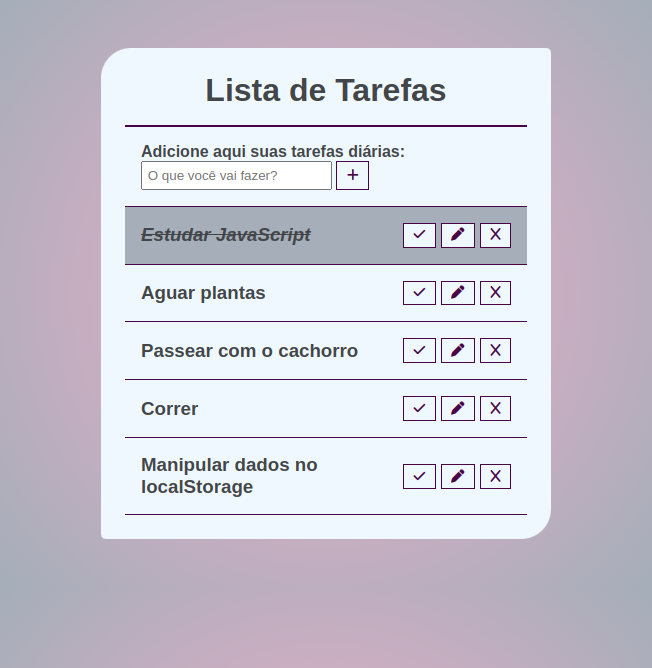 Lista de Tarefas
Adicione aqui suas tarefas diárias:
O que você vai fazer?
Estudar JavaScript
Aguar plantas
Passear com o cachorro
Correr
Manipular dados no
localStorage